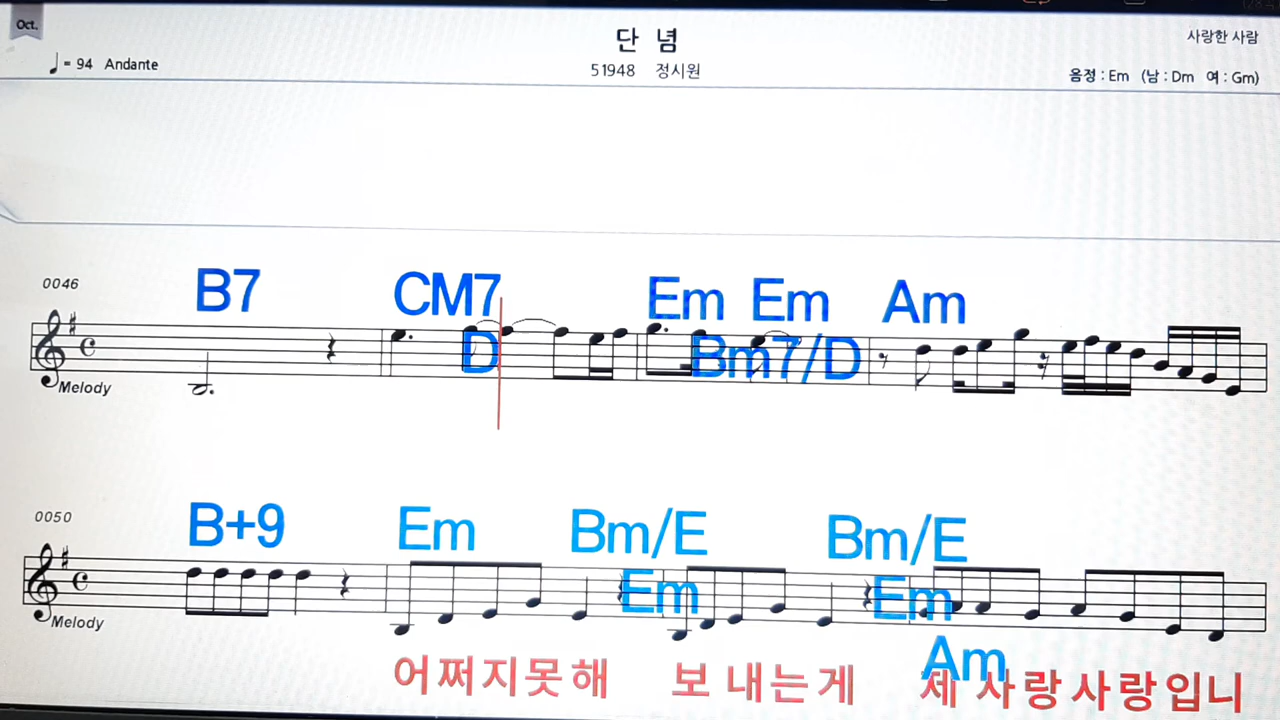 Oct.
단 념
사랑한 사람
♩= 94 Andante
51948 정시원
음정 : Em (남 : Dm 여 : Gm)
0046
B7 CM7 Em Em Am
D Bm7/D
Melody
0050
B+9 Em Bm/E Bm/E
Em Em
Melody
Am
어쩌지못해 보내는게 세 사랑사랑입니